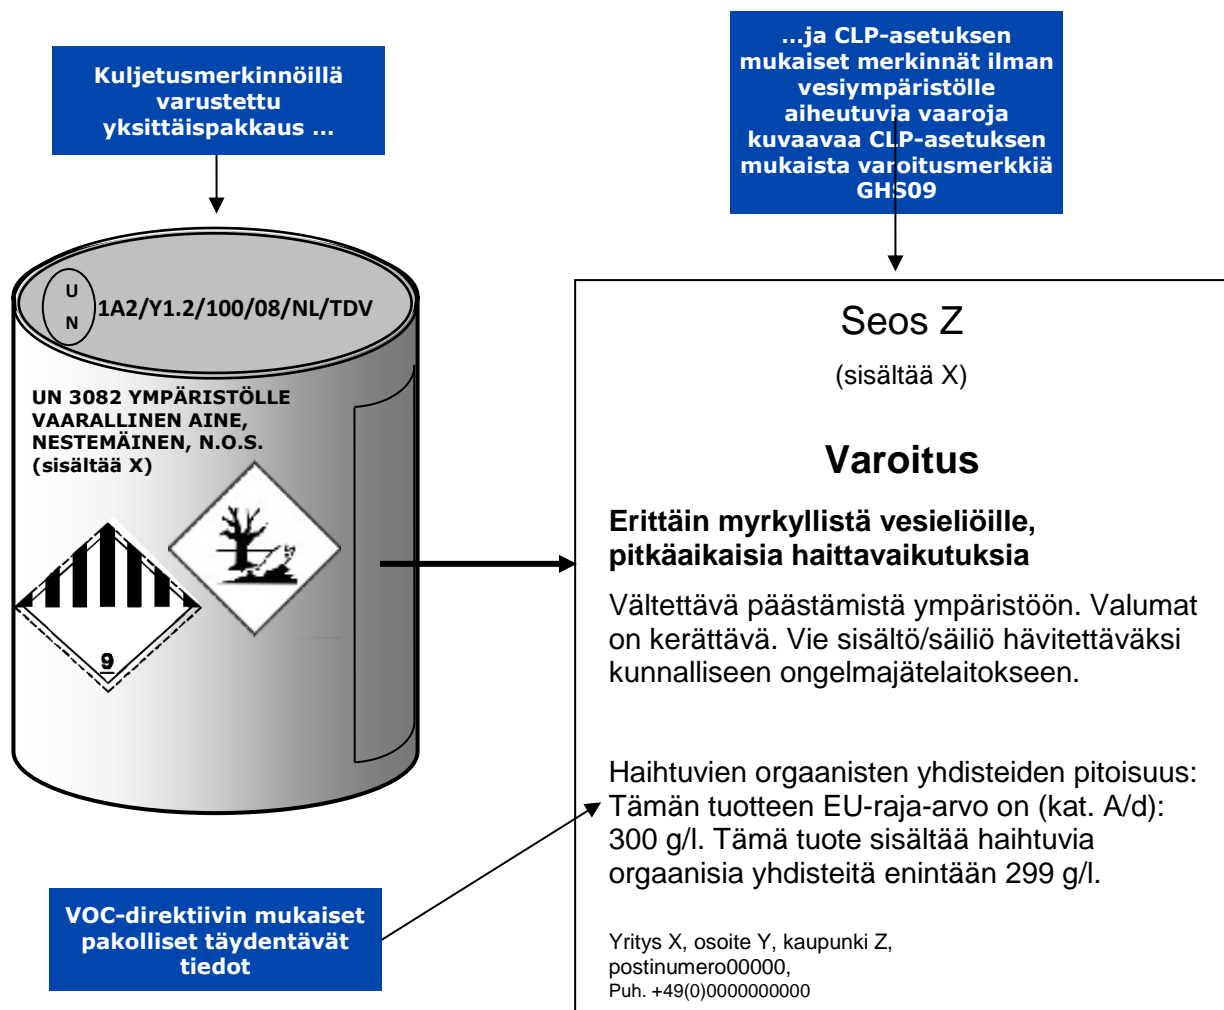 Kuljetusmerkinnöillä
varustettu
yksittäispakkaus ...
...ja CLP-asetuksen
mukaiset merkinnät ilman
vesiympäristölle
aiheutuvia vaaroja
kuvaavaa CLP-asetuksen
mukaista varoitusmerkkiä
GHS09
U
N
1A2/Y1.2/100/08/NL/TDV
UN 3082 YMPÄRISTÖLLE
VAARALLINEN AINE,
NESTEMÄINEN, N.O.S.
(sisältää X)
9
Seos Z
(sisältää X)
Varoitus
Erittäin myrkyllistä vesieliöille,
pitkäaikaisia haittavaikutuksia
Vältettävä päästämistä ympäristöön. Valumat
on kerättävä. Vie sisältö/säiliö hävitettäväksi
kunnalliseen ongelmajätelaitokseen.
Haihtuvien orgaanisten yhdisteiden pitoisuus:
Tämän tuotteen EU-raja-arvo on (kat. A/d):
300 g/l. Tämä tuote sisältää haihtuvia
orgaanisia yhdisteitä enintään 299 g/l.
Yritys X, osoite Y, kaupunki Z,
postinumero00000,
Puh. +49(0)0000000000
VOC-direktiivin mukaiset
pakolliset täydentävät
tiedot